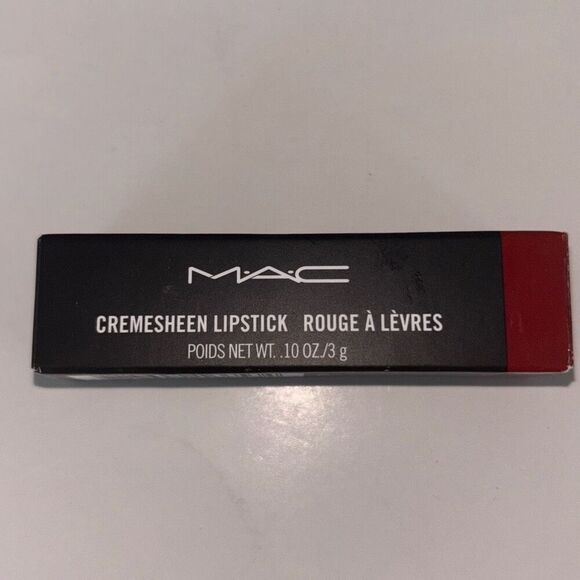 M·A·C
CREMESHEEN LIPSTICK ROUGE À LÈVRES
POIDS NET WT. .10 OZ./3 g